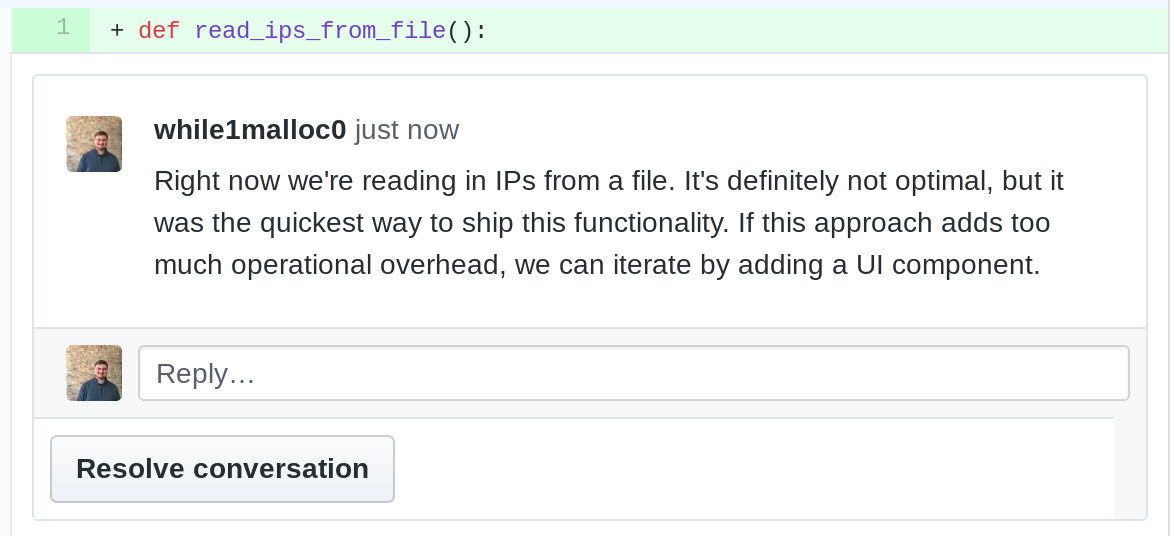 1 + def read_ips_from_file():
while1malloc0 just now
Right now we're reading in IPs from a file. It's definitely not optimal, but it
was the quickest way to ship this functionality. If this approach adds too
much operational overhead, we can iterate by adding a UI component.
Reply…
Resolve conversation